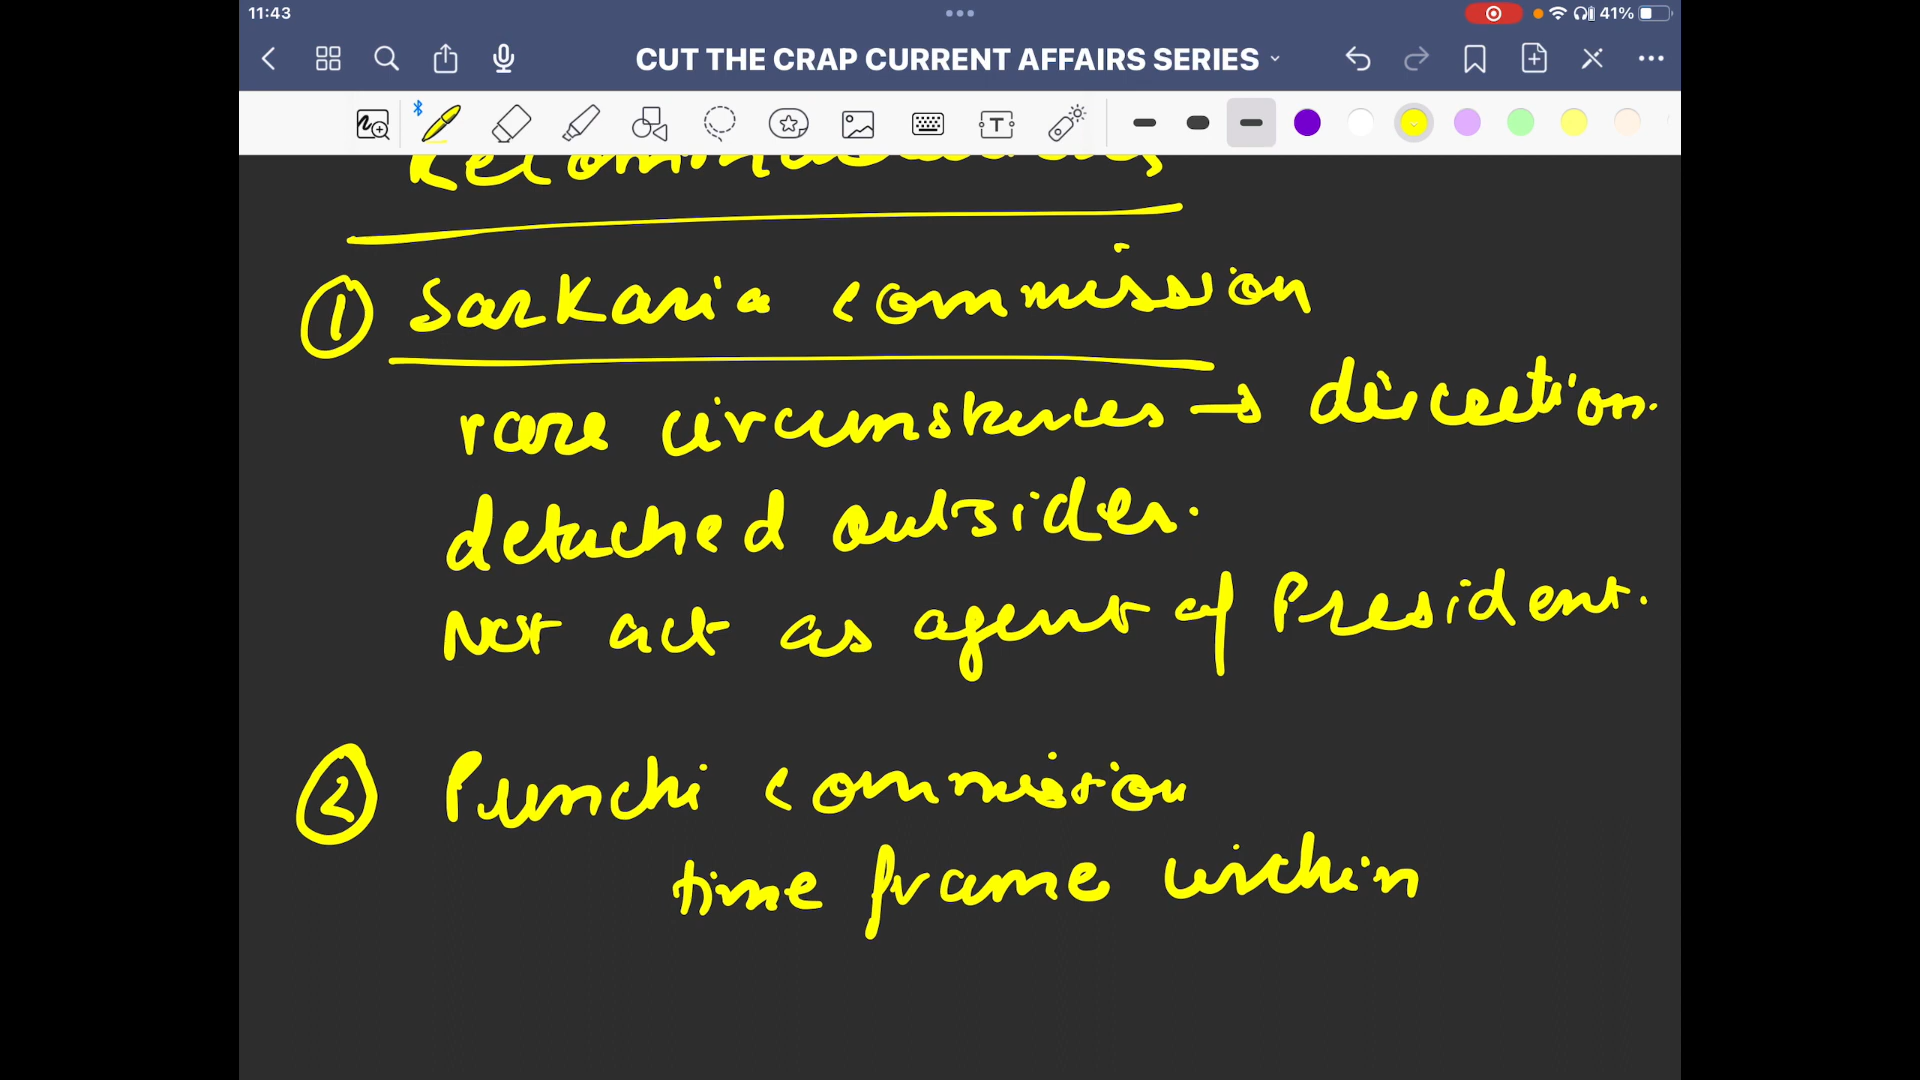 11:43
41%
CUT THE CRAP CURRENT AFFAIRS SERIES
① Sarkaria commission
rare circumstances → discretion.
detached outsider.
Not act as agent of President.
② Punchi commission
time frame within